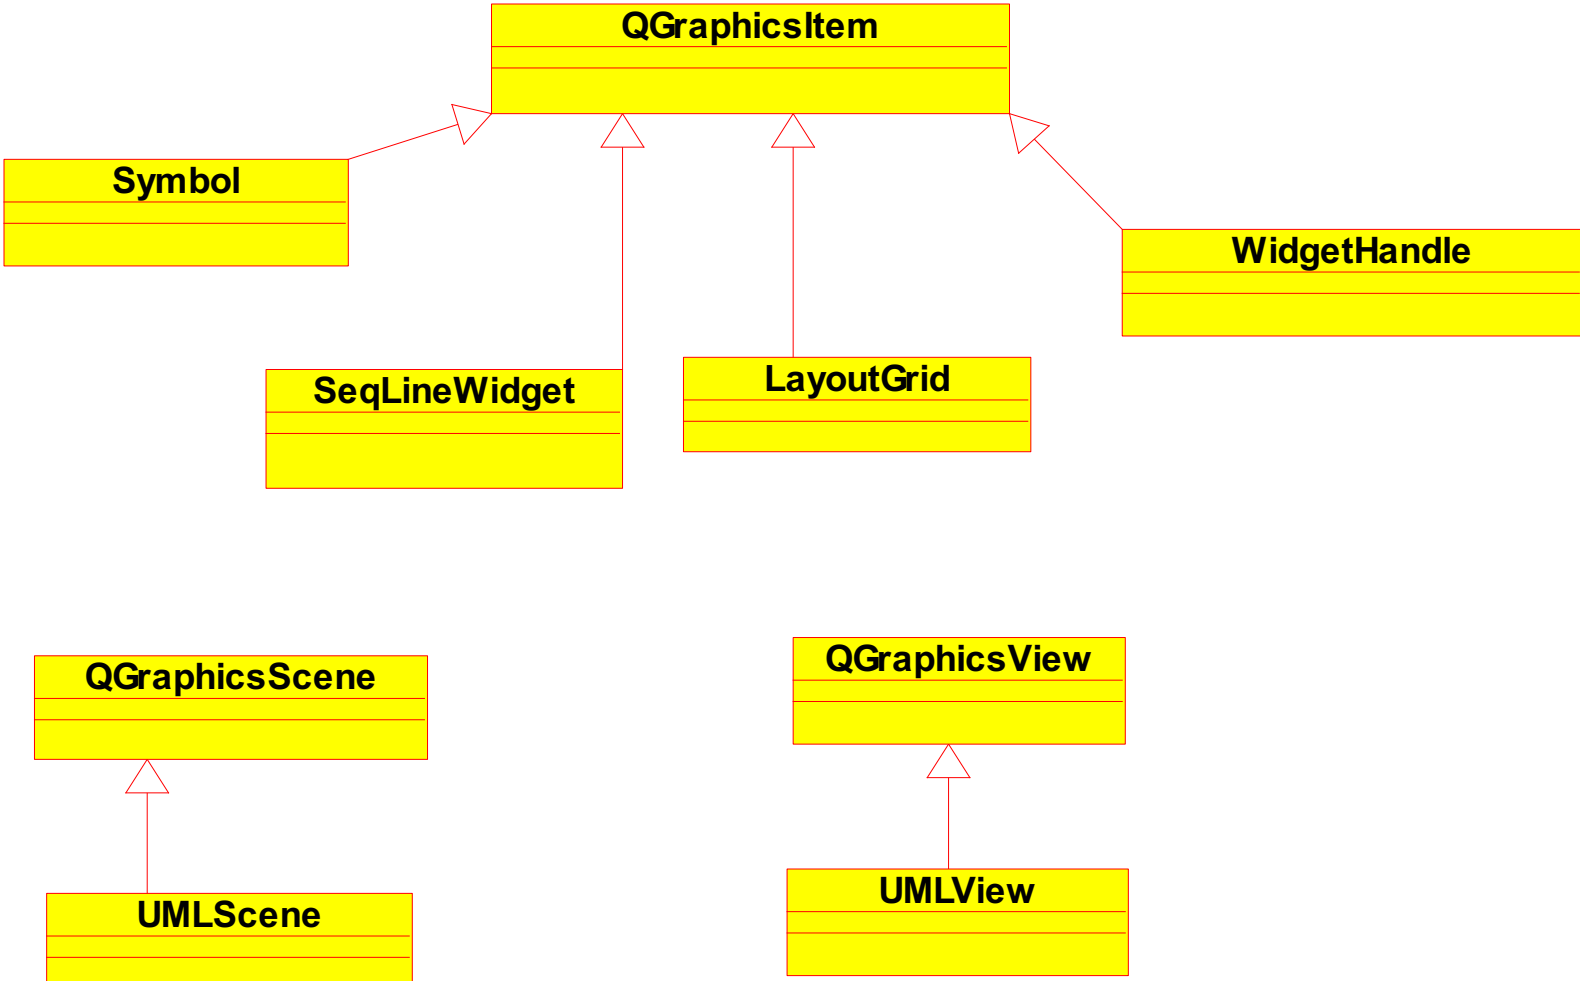 QGraphicsItem
Symbol
WidgetHandle
SeqLineWidget
LayoutGrid
QGraphicsScene
QGraphicsView
UMLScene
UMLView